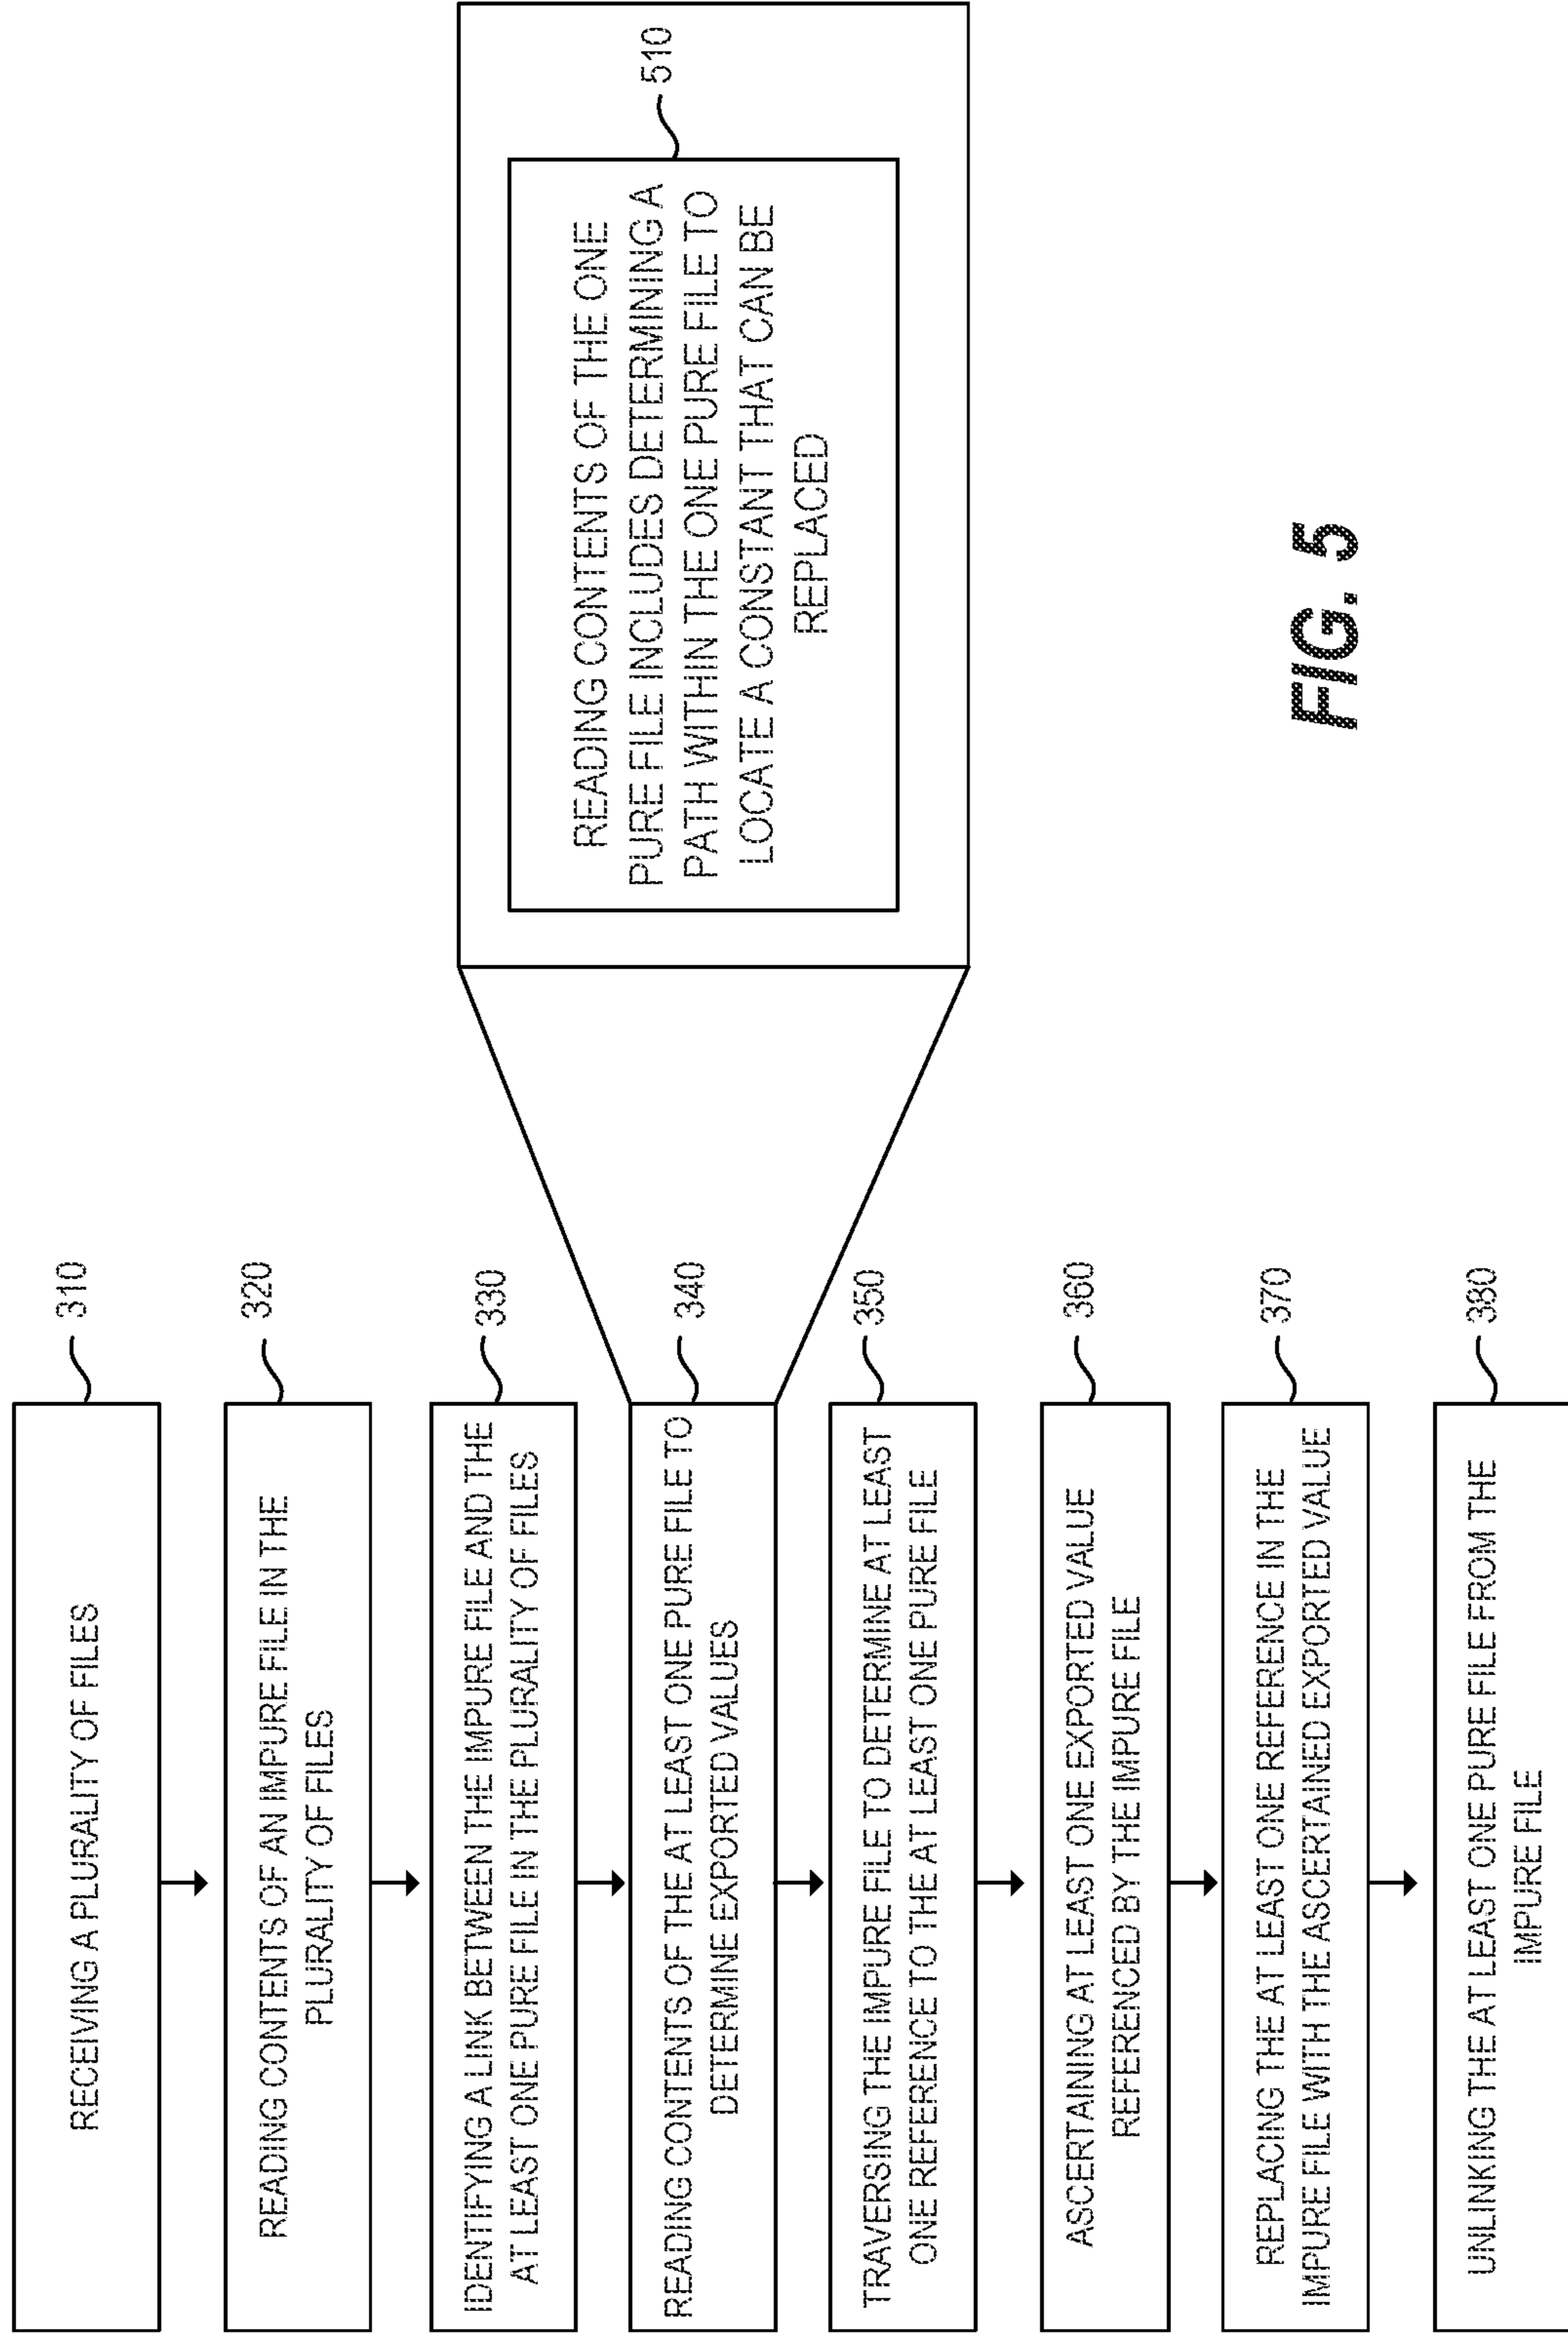 RECEIVING A PLURALITY OF FILES
310
READING CONTENTS OF AN IMPURE FILE IN THE
PLURALITY OF FILES
320
IDENTIFYING A LINK BETWEEN THE IMPURE FILE AND THE
AT LEAST ONE PURE FILE IN THE PLURALITY OF FILES
330
READING CONTENTS OF THE AT LEAST ONE PURE FILE TO
DETERMINE EXPORTED VALUES
340
READING CONTENTS OF THE ONE
PURE FILE INCLUDES DETERMINING A
PATH WITHIN THE ONE PURE FILE TO
LOCATE A CONSTANT THAT CAN BE
REPLACED
510
TRAVERSING THE IMPURE FILE TO DETERMINE AT LEAST
ONE REFERENCE TO THE AT LEAST ONE PURE FILE
350
ASCERTAINING AT LEAST ONE EXPORTED VALUE
REFERENCED BY THE IMPURE FILE
360
REPLACING THE AT LEAST ONE REFERENCE IN THE
IMPURE FILE WITH THE ASCERTAINED EXPORTED VALUE
370
UNLINKING THE AT LEAST ONE PURE FILE FROM THE
IMPURE FILE
380
FIG. 5